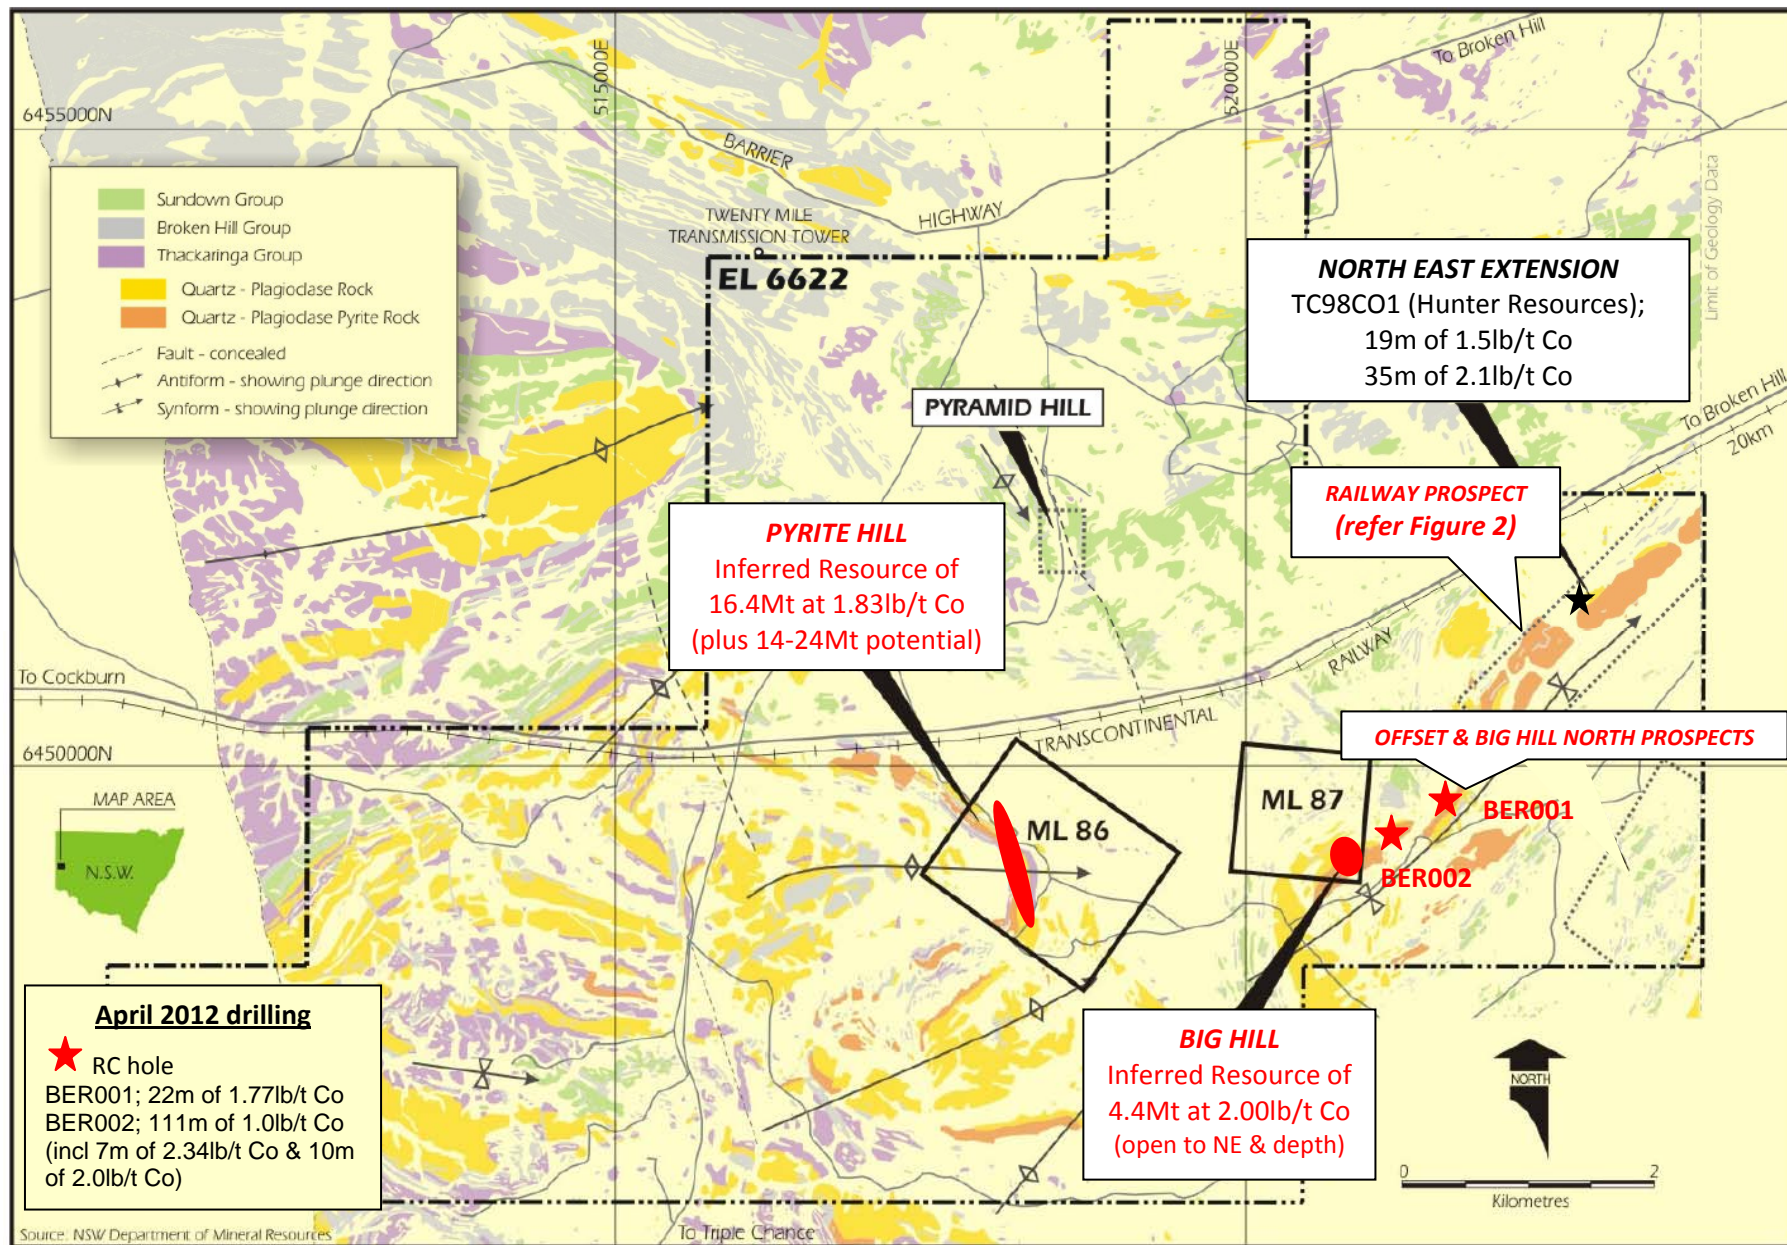 To Broken Hill
515000E
520000E
6455000N
BARRIER
HIGHWAY
Sundown Group
Broken Hill Group
Thackaringa Group
Quartz - Plagioclase Rock
Quartz - Plagioclase Pyrite Rock
Fault - concealed
Antiform - showing plunge direction
Synform - showing plunge direction
TWENTY MILE
TRANSMISSION TOWER
EL 6622
Limit of Geology Data
NORTH EAST EXTENSION
TC98CO1 (Hunter Resources);
19m of 1.5lb/t Co
35m of 2.1lb/t Co
PYRAMID HILL
To Broken Hill
20km
RAILWAY PROSPECT
(refer Figure 2)
PYRITE HILL
Inferred Resource of
16.4Mt at 1.83lb/t Co
(plus 14-24Mt potential)
To Cockburn
TRANSCONTINENTAL
RAILWAY
OFFSET & BIG HILL NORTH PROSPECTS
6450000N
MAP AREA
N.S.W.
ML 86
ML 87
BER001
BER002
April 2012 drilling
RC hole
BER001; 22m of 1.77lb/t Co
BER002; 111m of 1.0lb/t Co
(incl 7m of 2.34lb/t Co & 10m
of 2.0lb/t Co)
BIG HILL
Inferred Resource of
4.4Mt at 2.00lb/t Co
(open to NE & depth)
NORTH
0 2
Kilometres
Source: NSW Department of Mineral Resources
To Triple Chance